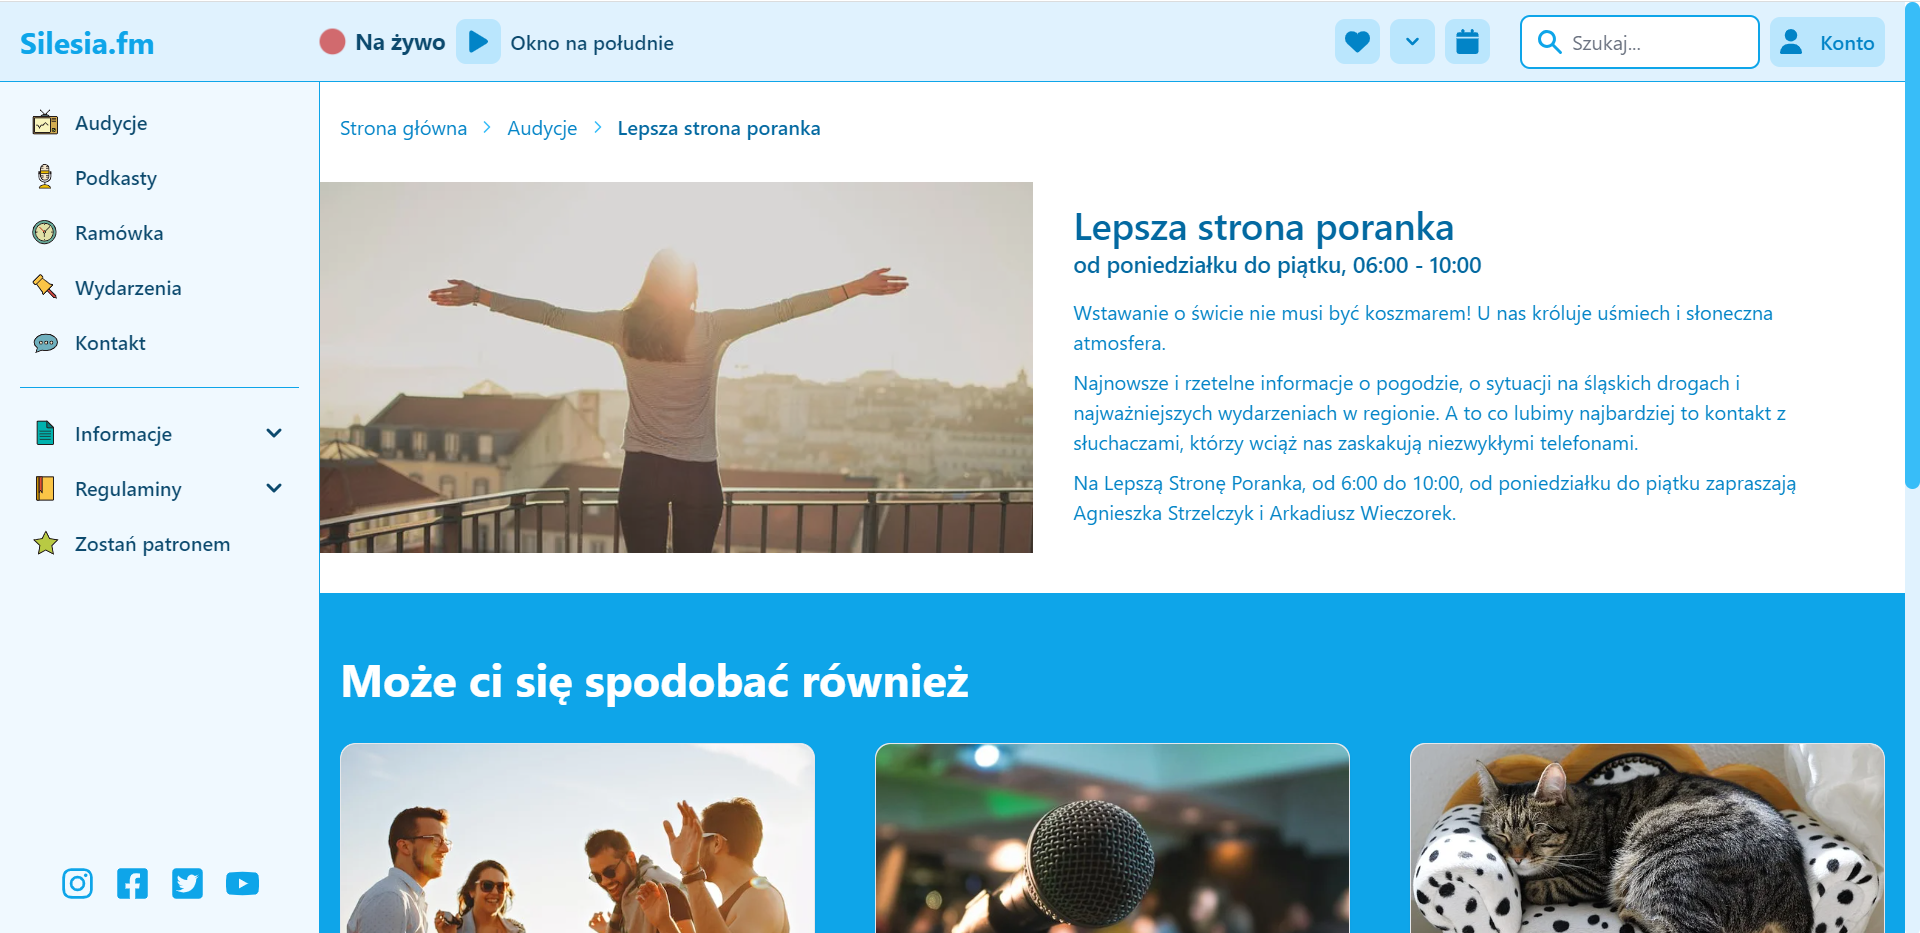 Silesia.fm
Na żywo
Okno na południe
Szukaj...
Konto
Audycje
Podkasty
Ramówka
Wydarzenia
Kontakt
Informacje
Regulaminy
Zostań patronem
Strona główna
Audycje
Lepsza strona poranka
Lepsza strona poranka
od poniedziałku do piątku, 06:00 - 10:00
Wstawanie o świcie nie musi być koszmarem! U nas króluje uśmiech i słoneczna
atmosfera.
Najnowsze i rzetelne informacje o pogodzie, o sytuacji na śląskich drogach i
najważniejszych wydarzeniach w regionie. A to co lubimy najbardziej to kontakt z
słuchaczami, którzy wciąż nas zaskakują niezwykłymi telefonami.
Na Lepszą Stronę Poranka, od 6:00 do 10:00, od poniedziałku do piątku zapraszają
Agnieszka Strzelczyk i Arkadiusz Wieczorek.
Może ci się spodobać również